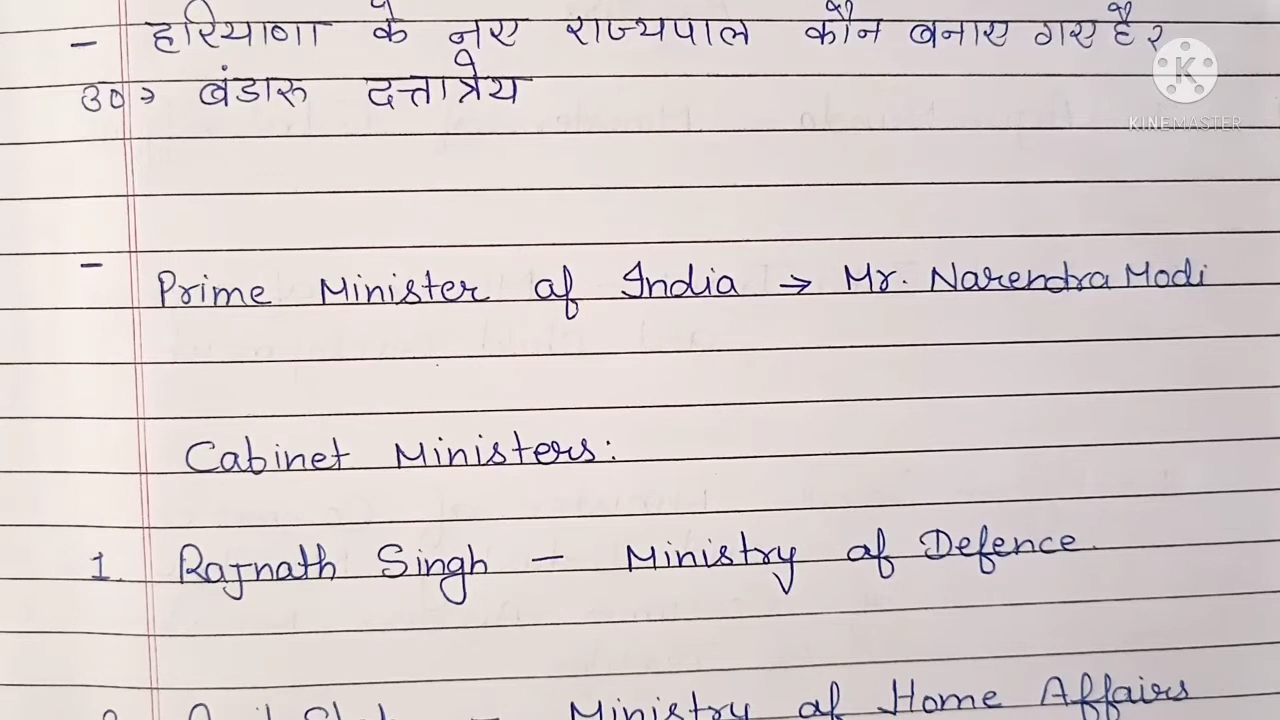 - हरियाणा के नए राज्यपाल कौन बनाए गए है?
उ० > बंडारू दत्तात्रेय
K
KINEMASTER
- Prime Minister of India → Mr. Narendra Modi
Cabinet Ministers:
1. Rajnath Singh - Ministry of Defence.
- Ministry of Home Affairs